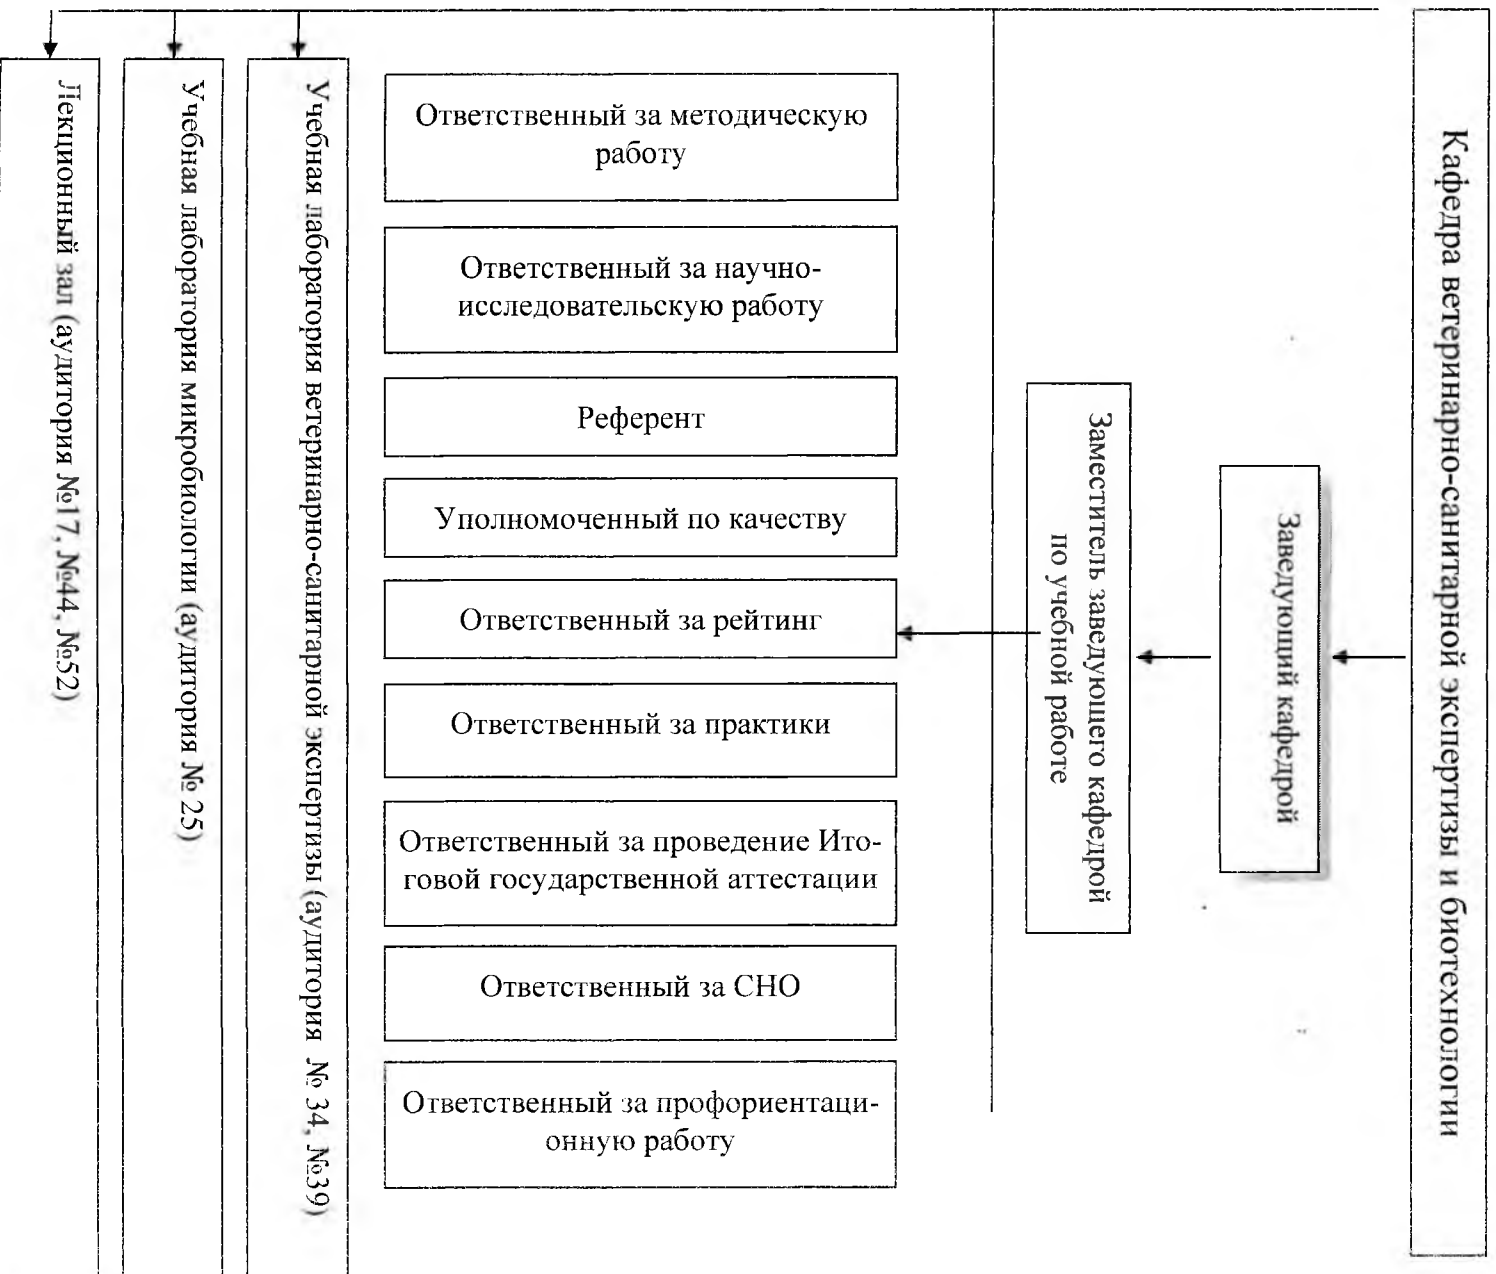 Кафедра ветеринарно-санитарной экспертизы и биотехнологии
Заведующий кафедрой
Заместитель заведующего кафедрой
по учебной работе
Ответственный за методическую
работу
Ответственный за научно-
исследовательскую работу
Референт
Уполномоченный по качеству
Ответственный за рейтинг
Ответственный за практики
Ответственный за проведение Ито-
говой государственной аттестации
Ответственный за СНО
Ответственный за профориентаци-
онную работу
Учебная лаборатория ветеринарно-санитарной экспертизы (аудитория № 34, №39)
Учебная лаборатория микробиологии (аудитория № 25)
Лекционный зал (аудитория №17, №44, №52)